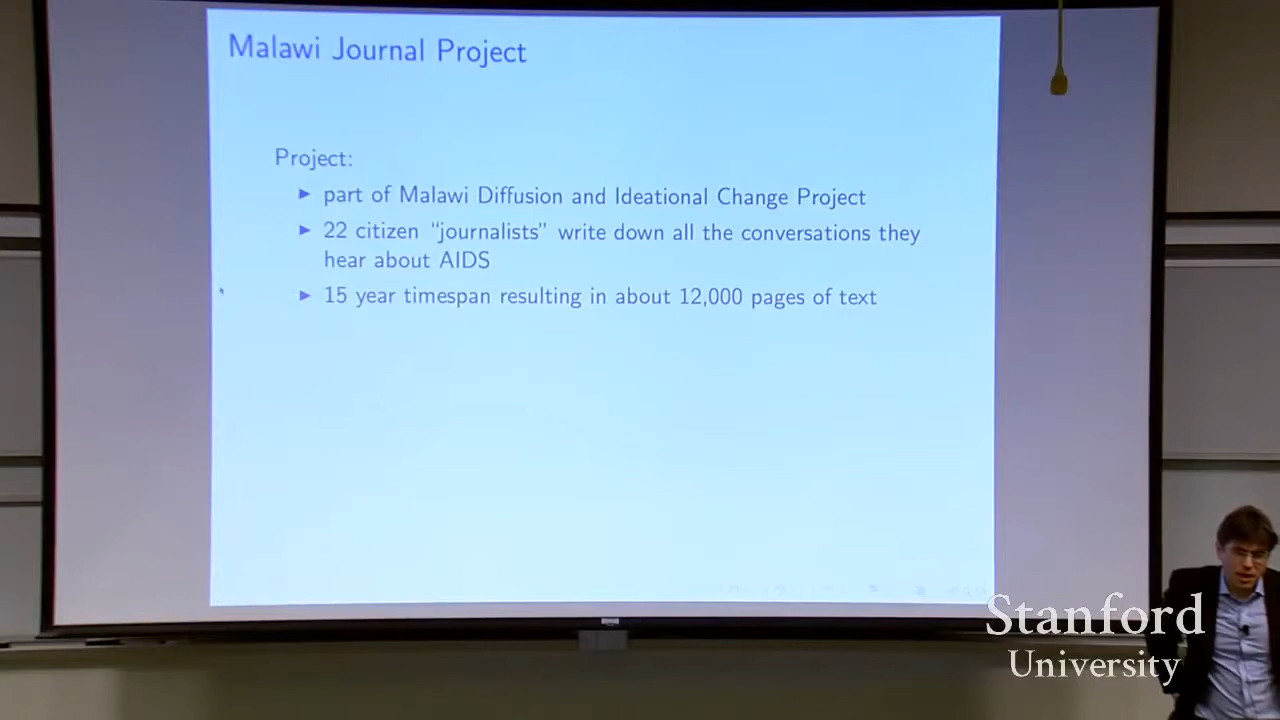 Malawi Journal Project
Project:
▶ part of Malawi Diffusion and Ideational Change Project
▶ 22 citizen “journalists” write down all the conversations they
hear about AIDS
▶ 15 year timespan resulting in about 12,000 pages of text
Stanford
University